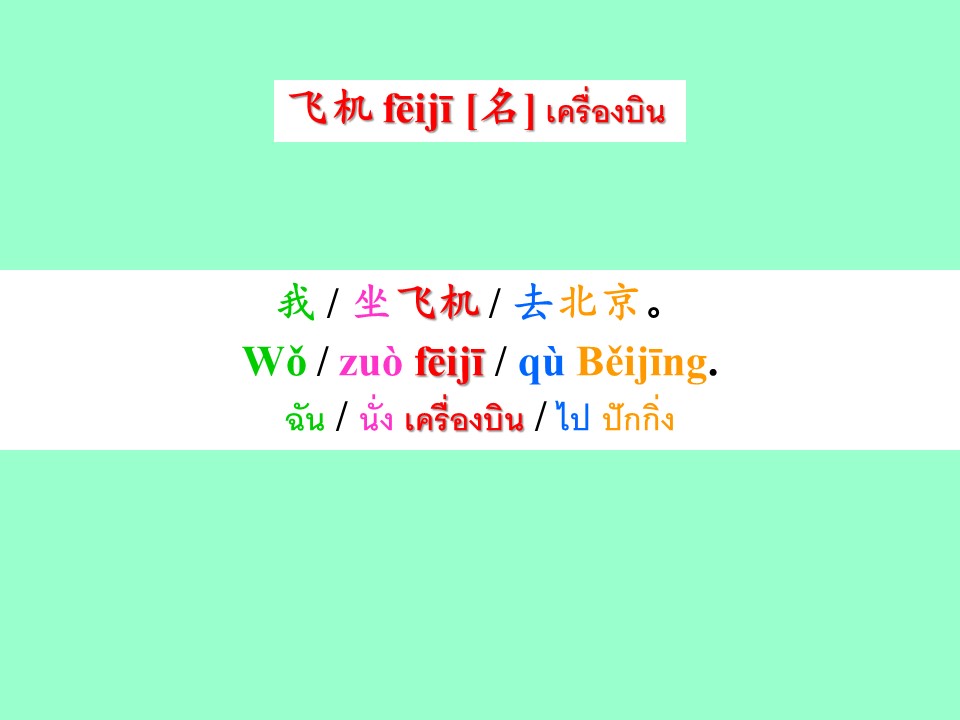 飞机 fēijī [名] เครื่องบิน
我 / 坐飞机 / 去北京。
Wǒ / zuò fēijī / qù Běijīng.
ฉัน / นั่ง เครื่องบิน / ไป ปักกิ่ง